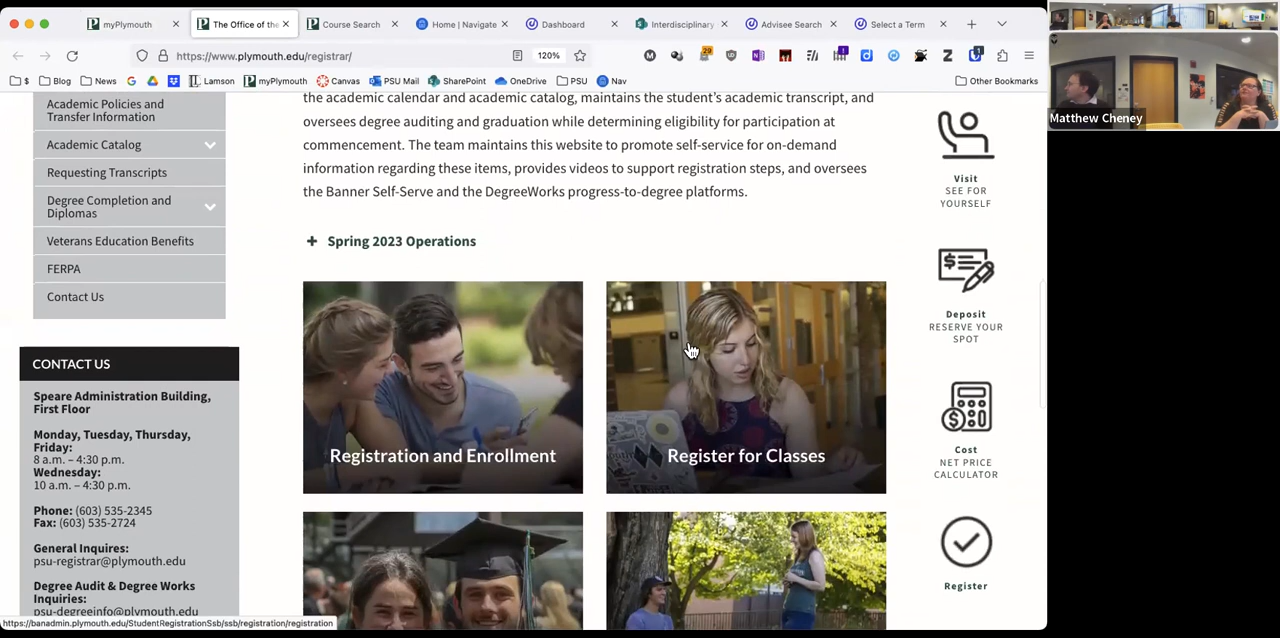 myPlymouth
The Office of the
Course Search
Home | Navigate
Dashboard
Interdisciplinary
Advisee Search
Select a Term
https://www.plymouth.edu/registrar/
120%
29
1
$
Blog
News
Lamson
myPlymouth
Canvas
PSU Mail
SharePoint
OneDrive
PSU
Nav
Other Bookmarks
Matthew Cheney
Academic Policies and
Transfer Information
Academic Catalog
Requesting Transcripts
Degree Completion and
Diplomas
Veterans Education Benefits
FERPA
Contact Us
CONTACT US
Speare Administration Building,
First Floor
Monday, Tuesday, Thursday,
Friday:
8 a.m. – 4:30 p.m.
Wednesday:
10 a.m. – 4:30 p.m.
Phone: (603) 535-2345
Fax: (603) 535-2724
General Inquires:
psu-registrar@plymouth.edu
Degree Audit & Degree Works
Inquiries:
psu-degreeinfo@plymouth.edu
the academic calendar and academic catalog, maintains the student’s academic transcript, and
oversees degree auditing and graduation while determining eligibility for participation at
commencement. The team maintains this website to promote self-service for on-demand
information regarding these items, provides videos to support registration steps, and oversees
the Banner Self-Serve and the DegreeWorks progress-to-degree platforms.
+ Spring 2023 Operations
Registration and Enrollment
Register for Classes
Visit
SEE FOR
YOURSELF
Deposit
RESERVE YOUR
SPOT
Cost
NET PRICE
CALCULATOR
Register
https://banadmin.plymouth.edu/StudentRegistrationSsb/ssb/registration/registration